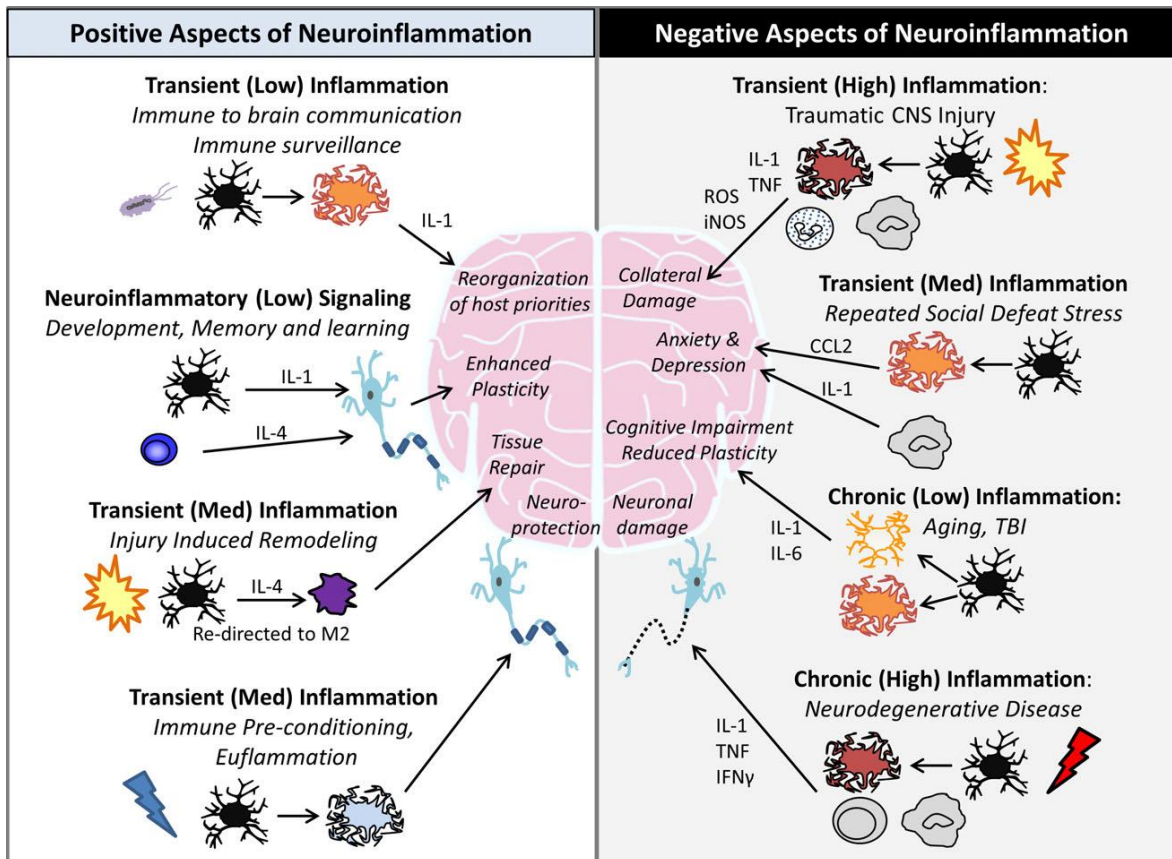 Positive Aspects of Neuroinflammation
Transient (Low) Inflammation
Immune to brain communication
Immune surveillance
IL-1
Reorganization
of host priorities
Neuroinflammatory (Low) Signaling
Development, Memory and learning
IL-1
IL-4
Enhanced
Plasticity
Tissue
Repair
Transient (Med) Inflammation
Injury Induced Remodeling
IL-4
Re-directed to M2
Neuro-
protection
Transient (Med) Inflammation
Immune Pre-conditioning,
Euflammation
Negative Aspects of Neuroinflammation
Transient (High) Inflammation:
Traumatic CNS Injury
IL-1
TNF
ROS
iNOS
Collateral
Damage
Transient (Med) Inflammation
Repeated Social Defeat Stress
CCL2
IL-1
Anxiety &
Depression
Cognitive Impairment
Reduced Plasticity
Chronic (Low) Inflammation:
Aging, TBI
IL-1
IL-6
Neuronal
damage
Chronic (High) Inflammation:
Neurodegenerative Disease
IL-1
TNF
IFNγ